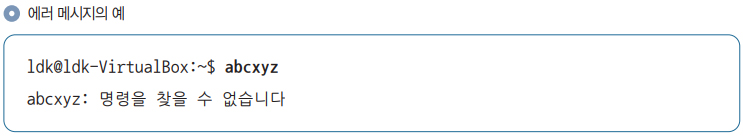 에러 메시지의 예
ldk@ldk-VirtualBox:~$ abcxyz
abcxyz: 명령을 찾을 수 없습니다